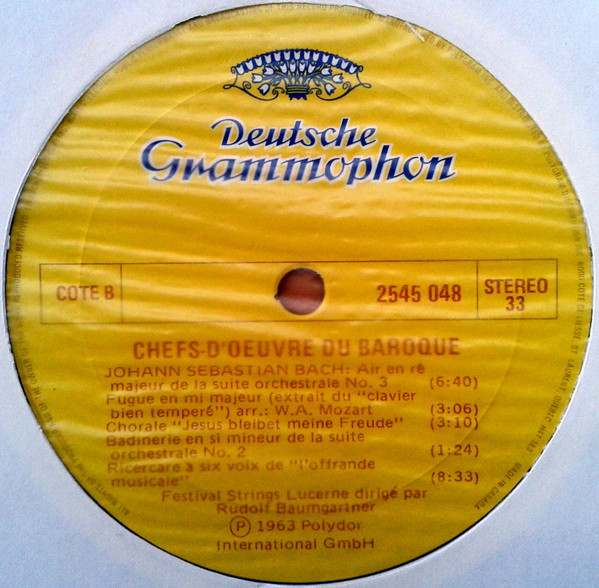 Deutsche
Grammophon
COTE B
2545 048
STEREO
33
CHEFS-D'OEUVRE DU BAROQUE
JOHANN SEBASTIAN BACH: Air en ré
majeur de la suite orchestrale No. 3 (6:40)
Fugue en mi majeur (extrait du "clavier
bien temperé") arr.: W.A. Mozart (3:06)
Chorale "Jesus bleibet meine Freude" (3:10)
Badinerie en si mineur de la suite
orchestrale No. 2 (1:24)
Ricercare à six voix de "l'offrande
musicale" (8:33)
Festival Strings Lucerne dirigé par
Rudolf Baumgartner
Ⓟ 1963 Polydor
International GmbH
MADE IN CANADA